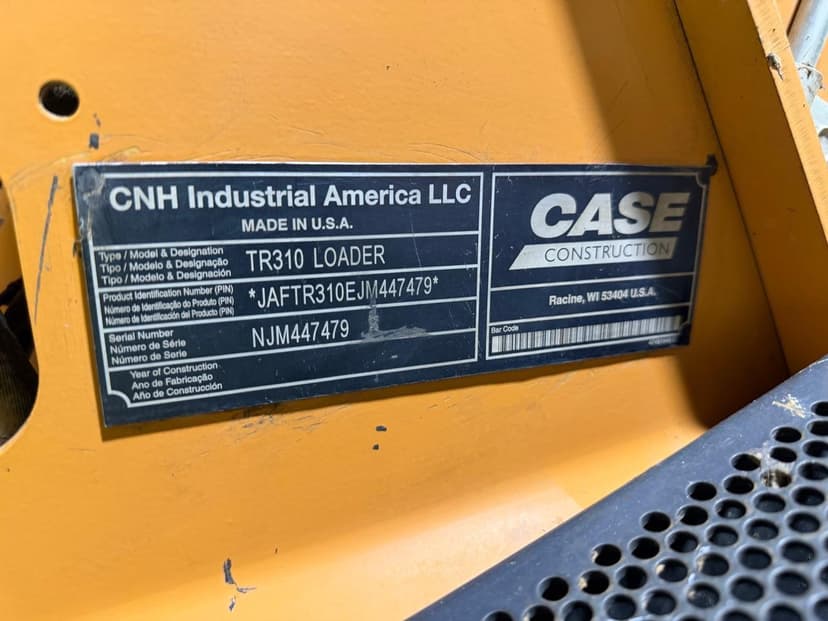 CNH Industrial America LLC
MADE IN U.S.A.
Type / Model & Designation
Tipo / Modelo & Designação
Tipo / Modelo & Designación
TR310 LOADER
Product Identification Number (PIN)
Número de Identificação do Produto (PIN)
Número de Identificación del Producto (PIN)
*JAFTR310EJM447479*
Serial Number
Número de Série
Número de Serie
NJM447479
Year of Construction
Ano de Fabricação
Año de Construcción
CASE
CONSTRUCTION
Racine, WI 53404 U.S.A.
Bar Code